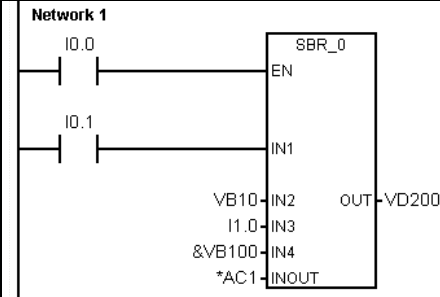 Network 1
I0.0
SBR_0
EN
I0.1
IN1
VB10 IN2 OUT VD200
I1.0 IN3
&VB100 IN4
*AC1 INOUT